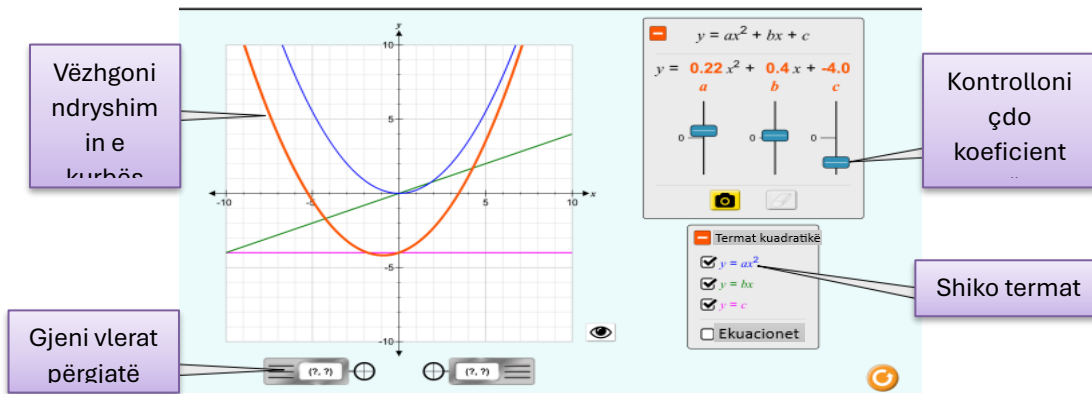 Vëzhgoni
ndryshim
in e
kurbës
Gjeni vlerat
përgjatë
y
10
5
-10
-5
5
10
x
-5
-10
(?, ?)
(?, ?)
y = ax² + bx + c
y = 0.22 x² + 0.4 x + -4.0
a b c
0 0 0
Termat kuadratikë
y = ax²
y = bx
y = c
Ekuacionet
Kontrolloni
çdo
koeficient
Shiko termat